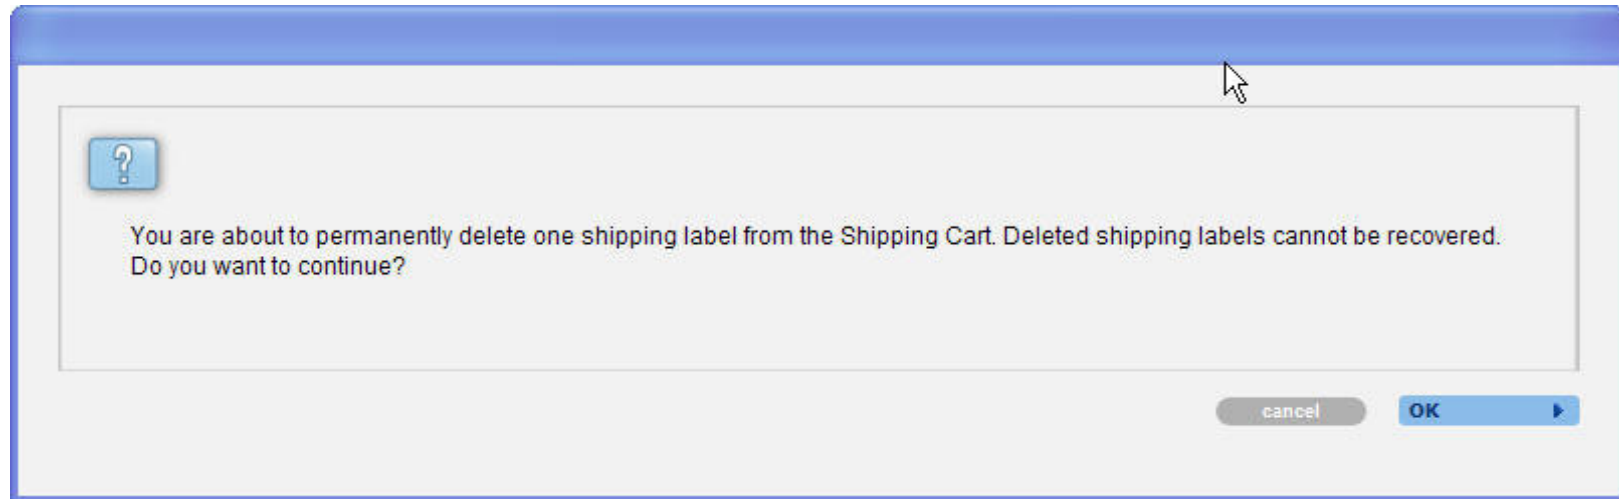 ?
You are about to permanently delete one shipping label from the Shipping Cart. Deleted shipping labels cannot be recovered.
Do you want to continue?
cancel
OK